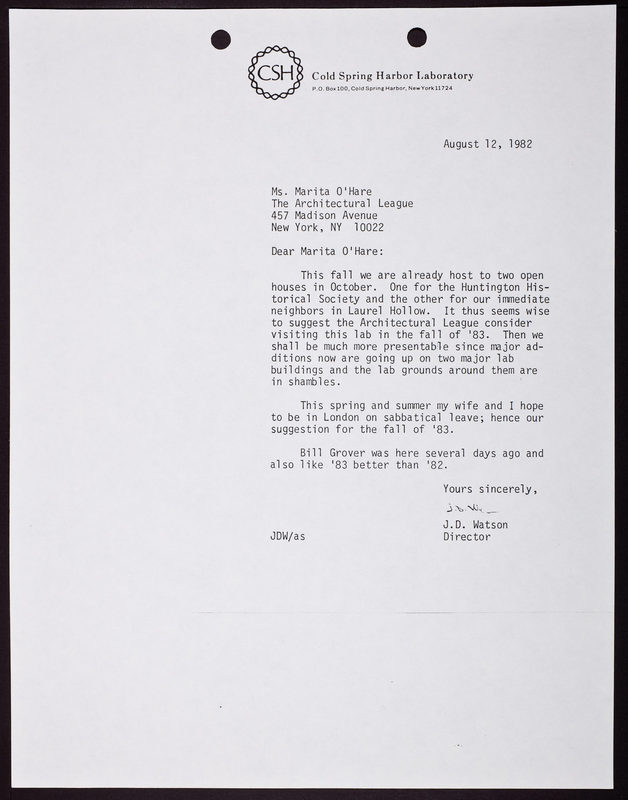 CSH
Cold Spring Harbor Laboratory
P.O. Box 100, Cold Spring Harbor, New York 11724
August 12, 1982
Ms. Marita O'Hare
The Architectural League
457 Madison Avenue
New York, NY 10022
Dear Marita O'Hare:
This fall we are already host to two open
houses in October. One for the Huntington His-
torical Society and the other for our immediate
neighbors in Laurel Hollow. It thus seems wise
to suggest the Architectural League consider
visiting this lab in the fall of '83. Then we
shall be much more presentable since major ad-
ditions now are going up on two major lab
buildings and the lab grounds around them are
in shambles.
This spring and summer my wife and I hope
to be in London on sabbatical leave; hence our
suggestion for the fall of '83.
Bill Grover was here several days ago and
also like '83 better than '82.
Yours sincerely,
J.D. Watson
JDW/as
Director